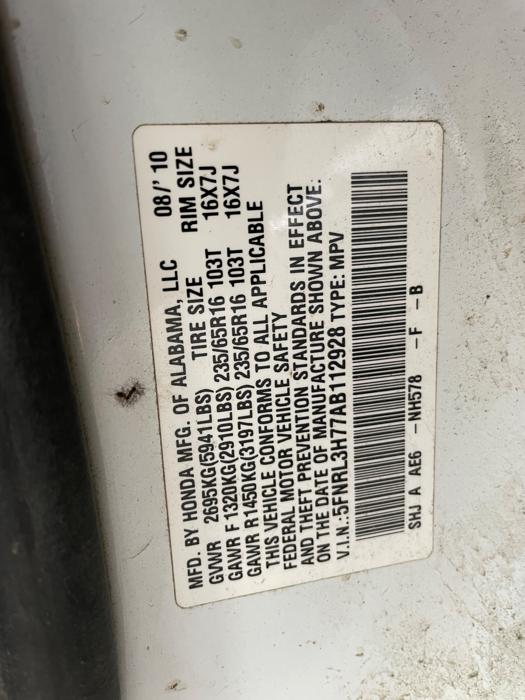 MFD. BY HONDA MFG. OF ALABAMA, LLC 08/'10
GVWR 2695KG(5941LBS) TIRE SIZE RIM SIZE
GAWR F 1320KG(2910LBS) 235/65R16 103T 16X7J
GAWR R1450KG(3197LBS) 235/65R16 103T 16X7J
THIS VEHICLE CONFORMS TO ALL APPLICABLE
FEDERAL MOTOR VEHICLE SAFETY
AND THEFT PREVENTION STANDARDS IN EFFECT
ON THE DATE OF MANUFACTURE SHOWN ABOVE.
V.I.N.:5FNRL3H77AB112928 TYPE: MPV
SHJ A AE6 -NH578 -F -B